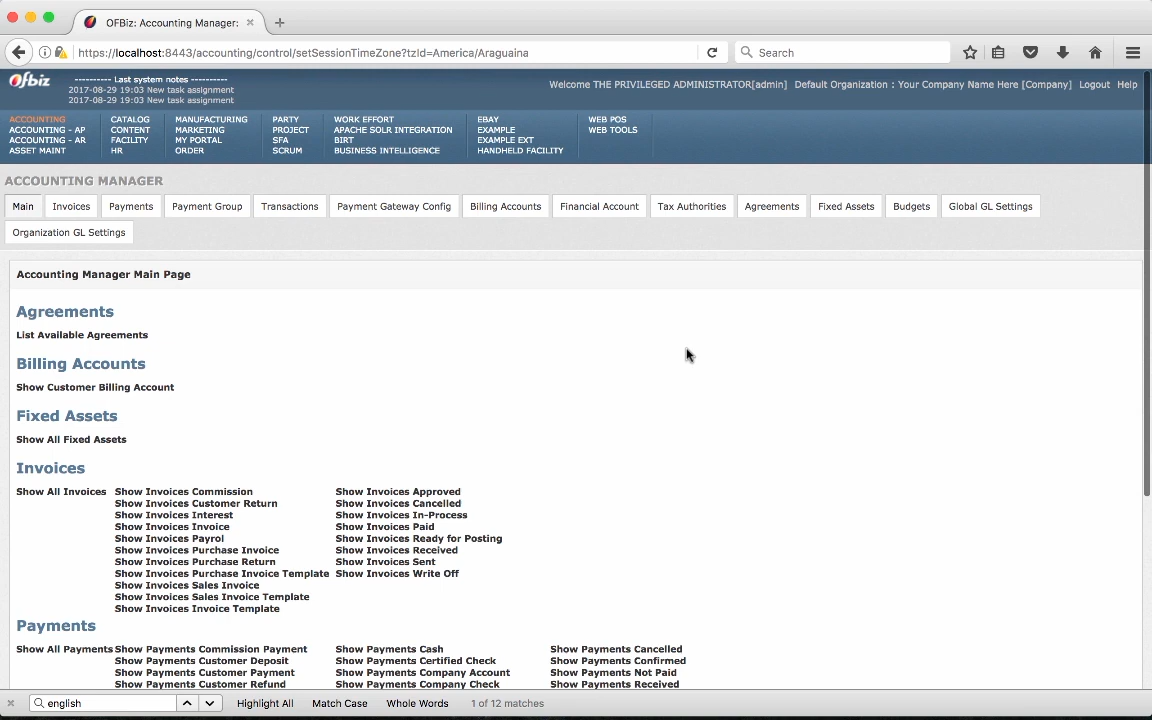 OFBiz: Accounting Manager:
https://localhost:8443/accounting/control/setSessionTimeZone?tzId=America/Araguaina
Search
Ofbiz
---------- Last system notes ----------
2017-08-29 19:03 New task assignment
2017-08-29 19:03 New task assignment
Welcome THE PRIVILEGED ADMINISTRATOR[admin] Default Organization : Your Company Name Here [Company] Logout Help
ACCOUNTING CATALOG MANUFACTURING PARTY WORK EFFORT EBAY WEB POS
ACCOUNTING - AP CONTENT MARKETING PROJECT APACHE SOLR INTEGRATION EXAMPLE WEB TOOLS
ACCOUNTING - AR FACILITY MY PORTAL SFA BIRT EXAMPLE EXT
ASSET MAINT HR ORDER SCRUM BUSINESS INTELLIGENCE HANDHELD FACILITY
ACCOUNTING MANAGER
Main Invoices Payments Payment Group Transactions Payment Gateway Config Billing Accounts Financial Account Tax Authorities Agreements Fixed Assets Budgets Global GL Settings
Organization GL Settings
Accounting Manager Main Page
Agreements
List Available Agreements
Billing Accounts
Show Customer Billing Account
Fixed Assets
Show All Fixed Assets
Invoices
Show All Invoices Show Invoices Commission Show Invoices Approved
Show Invoices Customer Return Show Invoices Cancelled
Show Invoices Interest Show Invoices In-Process
Show Invoices Invoice Show Invoices Paid
Show Invoices Payrol Show Invoices Ready for Posting
Show Invoices Purchase Invoice Show Invoices Received
Show Invoices Purchase Return Show Invoices Sent
Show Invoices Purchase Invoice Template Show Invoices Write Off
Show Invoices Sales Invoice
Show Invoices Sales Invoice Template
Show Invoices Invoice Template
Payments
Show All Payments Show Payments Commission Payment Show Payments Cash Show Payments Cancelled
Show Payments Customer Deposit Show Payments Certified Check Show Payments Confirmed
Show Payments Customer Payment Show Payments Company Account Show Payments Not Paid
Show Payments Customer Refund Show Payments Company Check Show Payments Received
english Highlight All Match Case Whole Words 1 of 12 matches